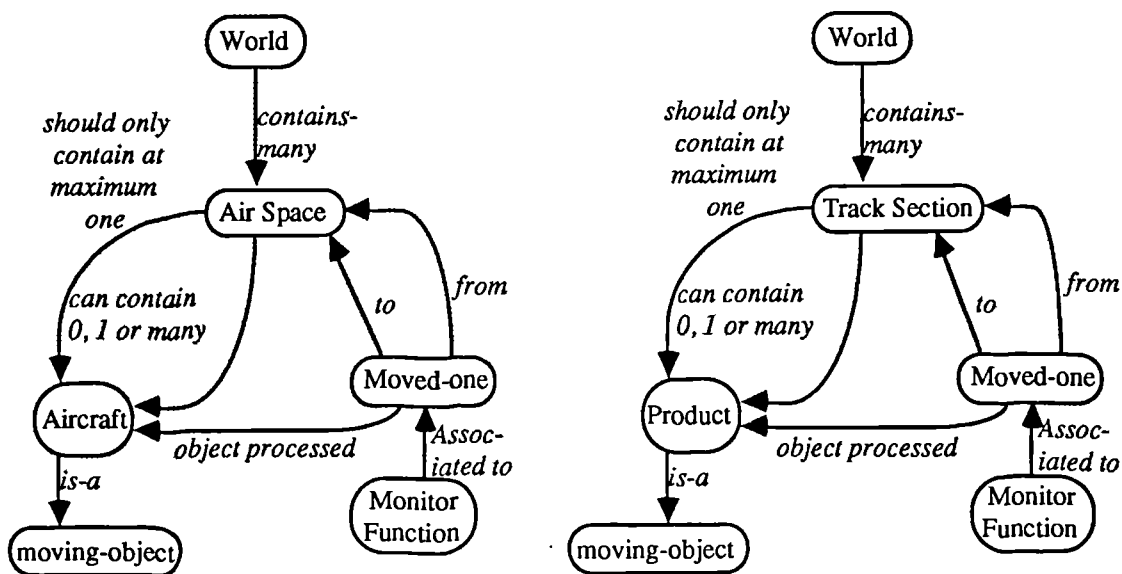 World
contains-
many
should only
contain at
maximum
one
Air Space
can contain
0, 1 or many
to
from
Moved-one
Aircraft
object processed
Assoc-
iated to
is-a
Monitor
Function
moving-object
World
contains-
many
should only
contain at
maximum
one
Track Section
can contain
0, 1 or many
to
from
Moved-one
Product
object processed
Assoc-
iated to
is-a
Monitor
Function
moving-object